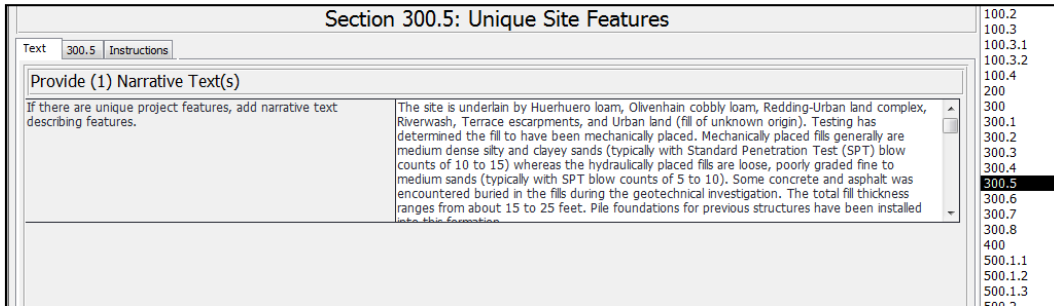 Section 300.5: Unique Site Features
Text 300.5 Instructions
Provide (1) Narrative Text(s)
If there are unique project features, add narrative text
describing features.
The site is underlain by Huerhuero loam, Olivenhain cobbly loam, Redding-Urban land complex,
Riverwash, Terrace escarpments, and Urban land (fill of unknown origin). Testing has
determined the fill to have been mechanically placed. Mechanically placed fills generally are
medium dense silty and clayey sands (typically with Standard Penetration Test (SPT) blow
counts of 10 to 15) whereas the hydraulically placed fills are loose, poorly graded fine to
medium sands (typically with SPT blow counts of 5 to 10). Some concrete and asphalt was
encountered buried in the fills during the geotechnical investigation. The total fill thickness
ranges from about 15 to 25 feet. Pile foundations for previous structures have been installed
into this formation
100.2
100.3
100.3.1
100.3.2
100.4
200
300
300.1
300.2
300.3
300.4
300.5
300.6
300.7
300.8
400
500.1.1
500.1.2
500.1.3